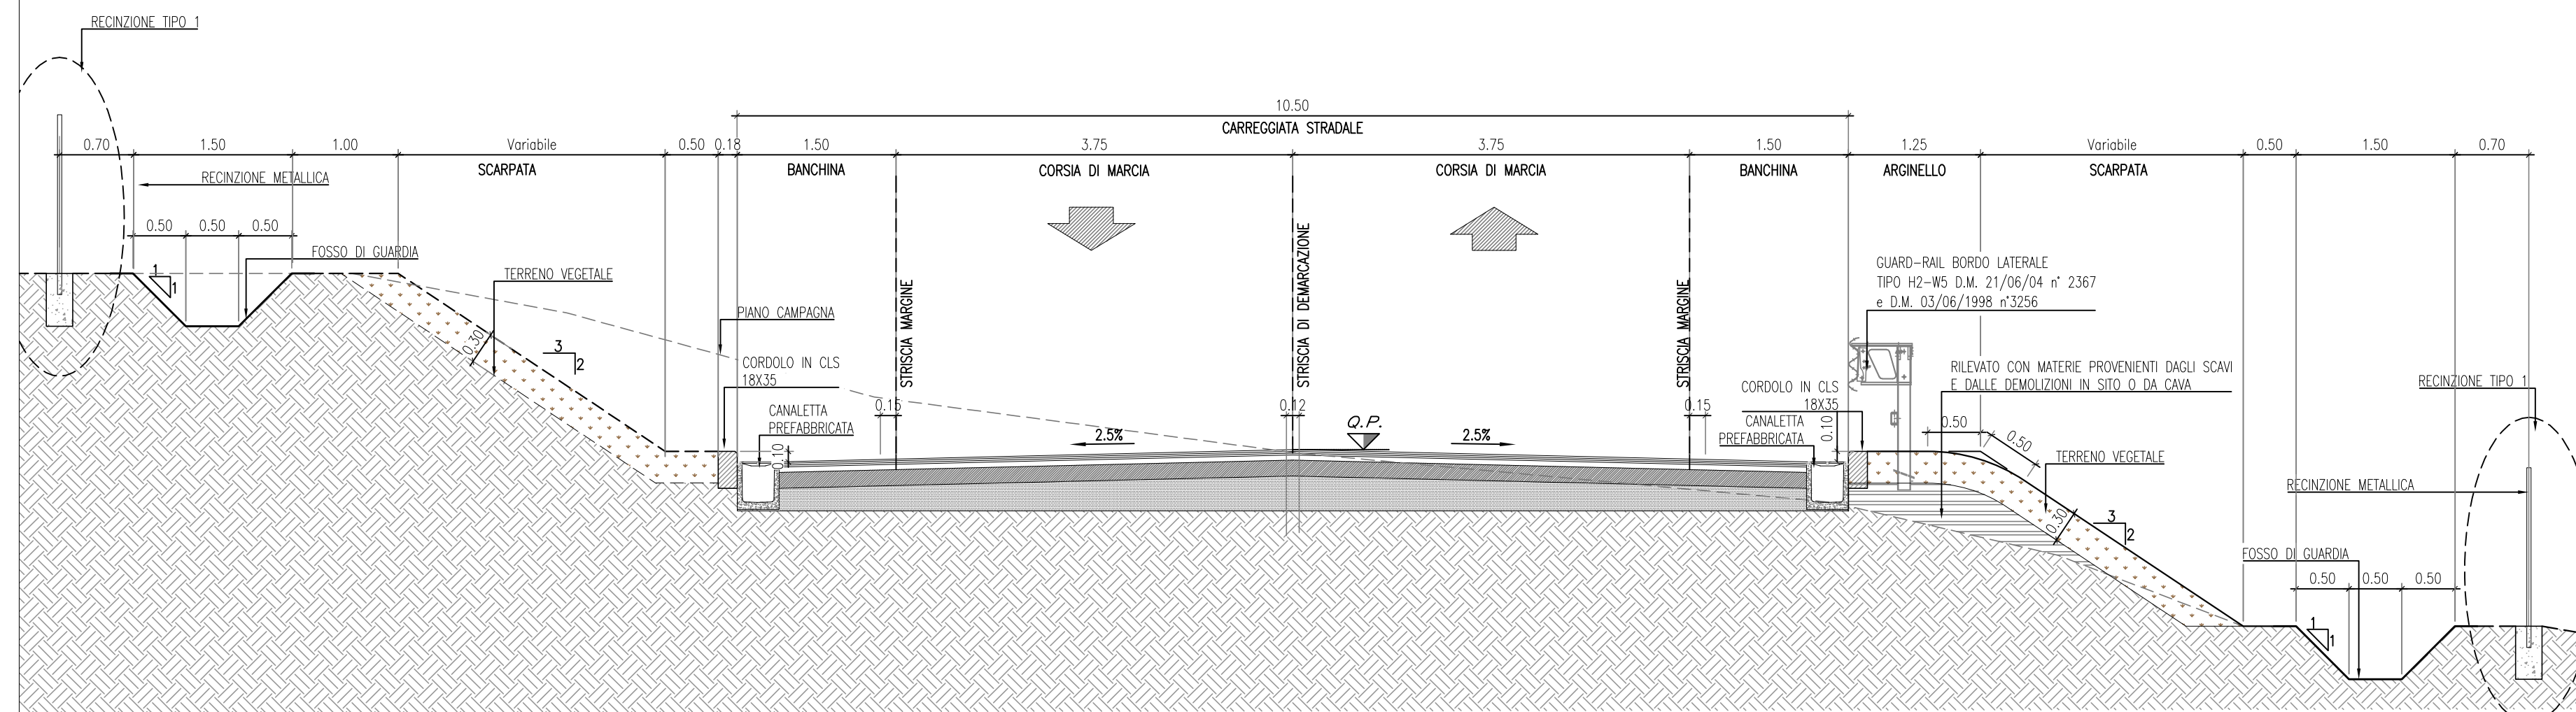 RECINZIONE TIPO 1
10.50
CARREGGIATA STRADALE
0.70 1.50 1.00 Variabile 0.50 0.18 1.50 3.75 3.75 1.50 1.25 Variabile 0.50 1.50 0.70
SCARPATA BANCHINA CORSIA DI MARCIA CORSIA DI MARCIA BANCHINA ARGINELLO SCARPATA
RECINZIONE METALLICA
0.50 0.50 0.50
FOSSO DI GUARDIA
1
1
TERRENO VEGETALE
0.30
3
2
PIANO CAMPAGNA
CORDOLO IN CLS
18X35
CANALETTA
PREFABBRICATA
0.10
STRISCIA MARGINE
0.15
2.5%
STRISCIA DI DEMARCAZIONE
0.12
Q.P.
2.5%
STRISCIA MARGINE
0.15
CORDOLO IN CLS
18X35
CANALETTA
PREFABBRICATA
0.10
GUARD-RAIL BORDO LATERALE
TIPO H2-W5 D.M. 21/06/04 n° 2367
e D.M. 03/06/1998 n°3256
RILEVATO CON MATERIE PROVENIENTI DAGLI SCAVI
E DALLE DEMOLIZIONI IN SITO O DA CAVA
0.50
0.50
TERRENO VEGETALE
0.30
3
2
RECINZIONE TIPO 1
RECINZIONE METALLICA
FOSSO DI GUARDIA
0.50 0.50 0.50
1
1